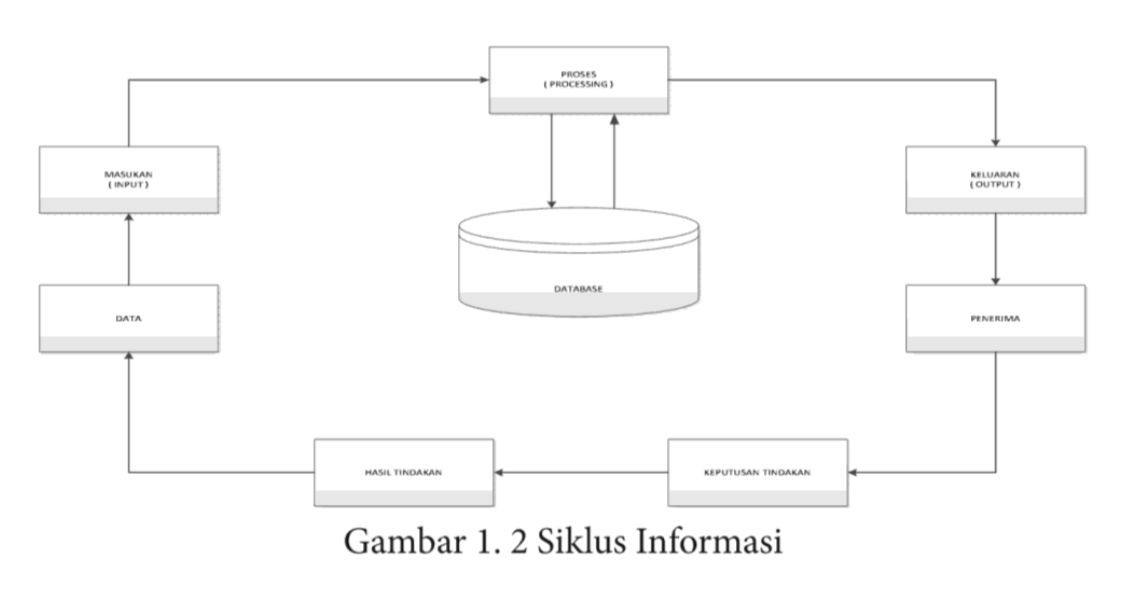 PROSES
( PROCESSING )
MASUKAN
( INPUT )
KELUARAN
( OUTPUT )
DATABASE
DATA
PENERIMA
HASIL TINDAKAN
KEPUTUSAN TINDAKAN
Gambar 1. 2 Siklus Informasi